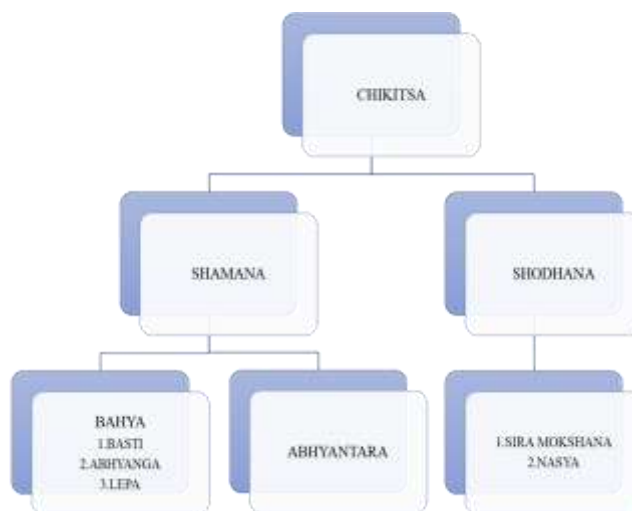 CHIKITSA
SHAMANA
SHODHANA
BAHYA
1.BASTI
2.ABHYANGA
3.LEPA
ABHYANTARA
1.SIRA MOKSHANA
2.NASYA